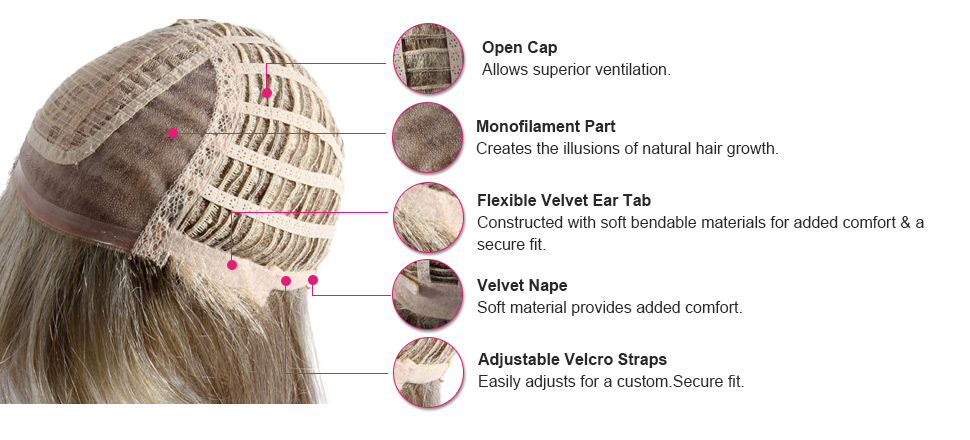 Open Cap
Allows superior ventilation.
Monofilament Part
Creates the illusions of natural hair growth.
Flexible Velvet Ear Tab
Constructed with soft bendable materials for added comfort & a
secure fit.
Velvet Nape
Soft material provides added comfort.
Adjustable Velcro Straps
Easily adjusts for a custom.Secure fit.